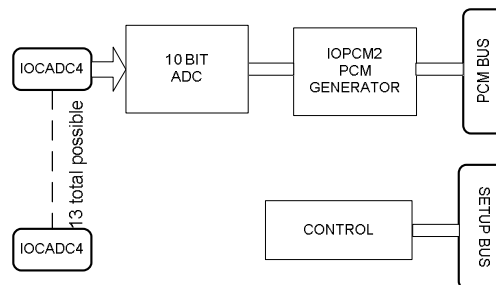 IOCADC4
10 BIT
ADC
IOPCM2
PCM
GENERATOR
PCM BUS
13 total possible
IOCADC4
CONTROL
SETUP BUS